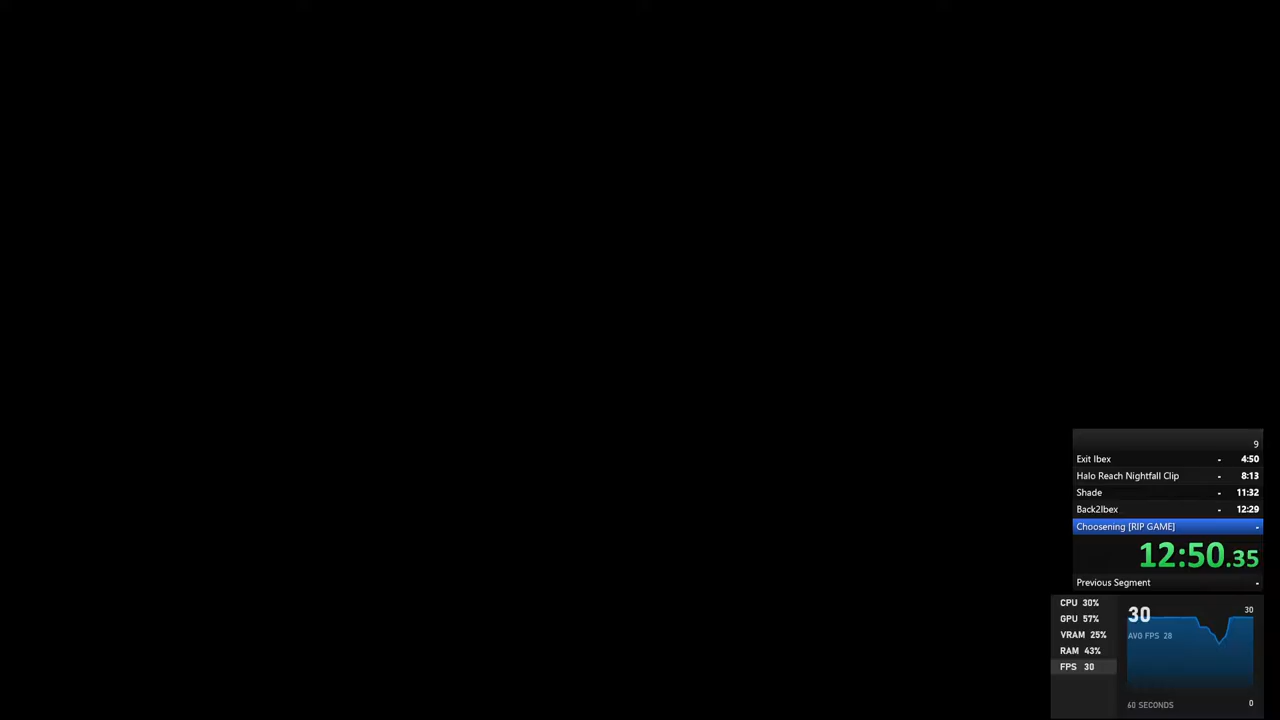 9
Exit Ibex - 4:50
Halo Reach Nightfall Clip - 8:13
Shade - 11:32
Back2Ibex - 12:29
Choosening [RIP GAME] -
12:50.35
Previous Segment -
CPU 30%
GPU 57%
VRAM 25%
RAM 43%
FPS 30
30 30
AVG FPS 28
60 SECONDS 0